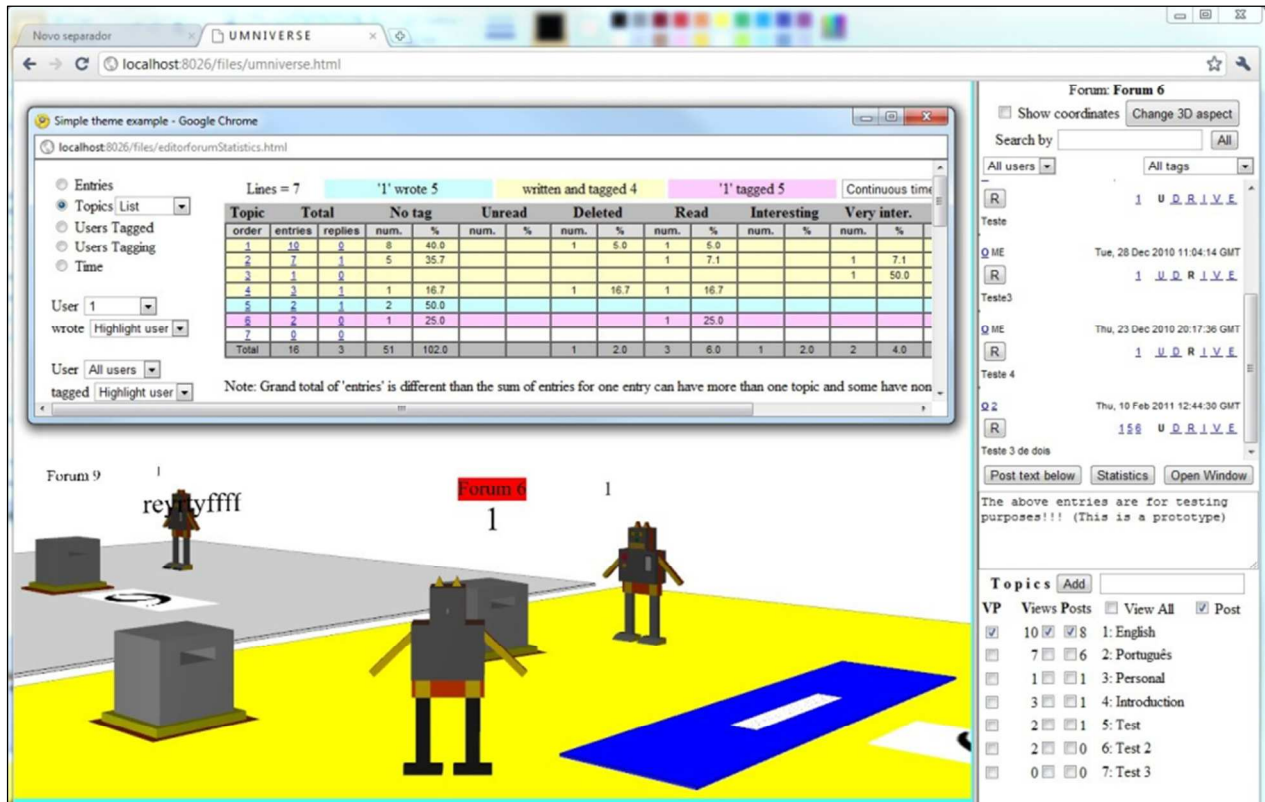 Novo separador
UMNIVERSE
localhost:8026/files/umniverse.html
Simple theme example - Google Chrome
localhost:8026/files/editorforumStatistics.html
Entries
Topics List
Users Tagged
Users Tagging
Time
User 1
wrote Highlight user
User All users
tagged Highlight user
Lines = 7 '1' wrote 5 written and tagged 4 '1' tagged 5 Continuous time
Topic Total No tag Unread Deleted Read Interesting Very inter.
order entries replies num. % num. % num. % num. % num. % num. %
1 10 0 8 40.0 1 5.0 1 5.0
2 7 1 5 35.7 1 7.1 1 7.1
3 1 0 1 50.0
4 3 1 1 16.7 1 16.7 1 16.7
5 2 1 2 50.0
6 2 0 1 25.0 1 25.0
7 0 0
Total 16 3 51 102.0 1 2.0 3 6.0 1 2.0 2 4.0
Note: Grand total of 'entries' is different than the sum of entries for one entry can have more than one topic and some have non
Forum 9
1
reyrtyffff
Forum 6
1
1
Forum: Forum 6
Show coordinates Change 3D aspect
Search by All
All users All tags
R 1 U D R I V E
Teste
O ME Tue, 28 Dec 2010 11:04:14 GMT
R 1 U D R I V E
Teste3
O ME Thu, 23 Dec 2010 20:17:36 GMT
R 1 U D R I V E
Teste 4
O 2 Thu, 10 Feb 2011 12:44:30 GMT
R 1 5 6 U D R I V E
Teste 3 de dois
Post text below Statistics Open Window
The above entries are for testing
purposes!!! (This is a prototype)
Topics Add
VP Views Posts View All Post
10 8 1: English
7 6 2: Português
1 1 3: Personal
3 1 4: Introduction
2 1 5: Test
2 0 6: Test 2
0 0 7: Test 3